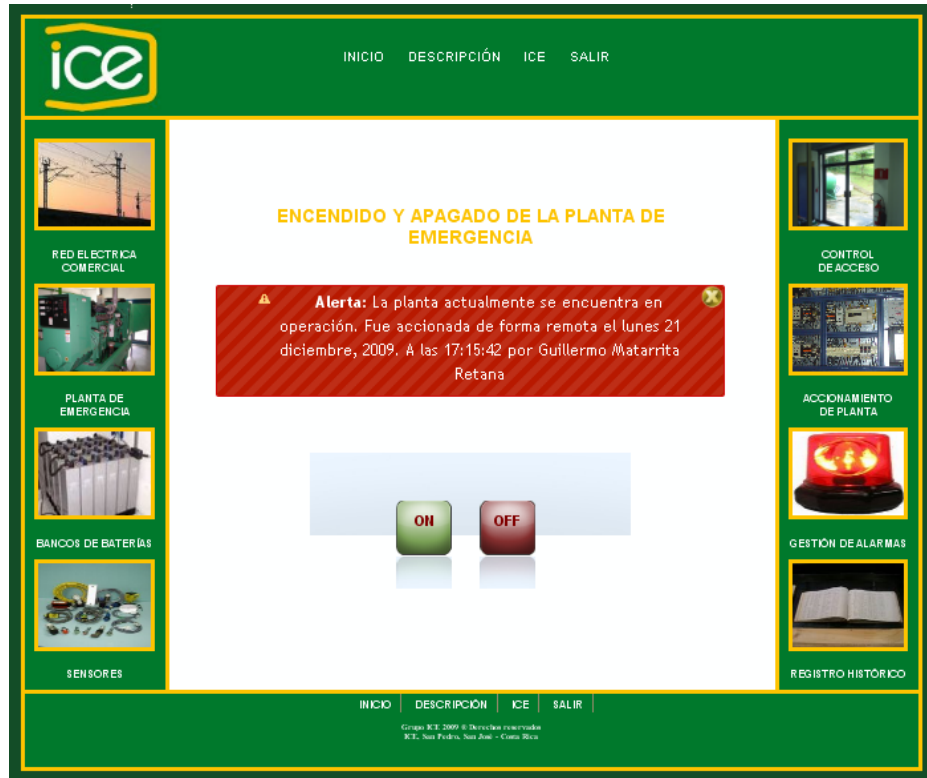 ice
INICIO DESCRIPCIÓN ICE SALIR
RED ELECTRICA
COMERCIAL
PLANTA DE
EMERGENCIA
BANCOS DE BATERÍAS
SENSORES
ENCENDIDO Y APAGADO DE LA PLANTA DE
EMERGENCIA
Alerta: La planta actualmente se encuentra en
operación. Fue accionada de forma remota el lunes 21
diciembre, 2009. A las 17:15:42 por Guillermo Matarrita
Retana
ON OFF
CONTROL
DE ACCESO
ACCIONAMIENTO
DE PLANTA
GESTIÓN DE ALARMAS
REGISTRO HISTÓRICO
INICIO DESCRIPCIÓN ICE SALIR
Grupo ICE 2009 ® Derechos reservados
ICE, San Pedro, San José - Costa Rica